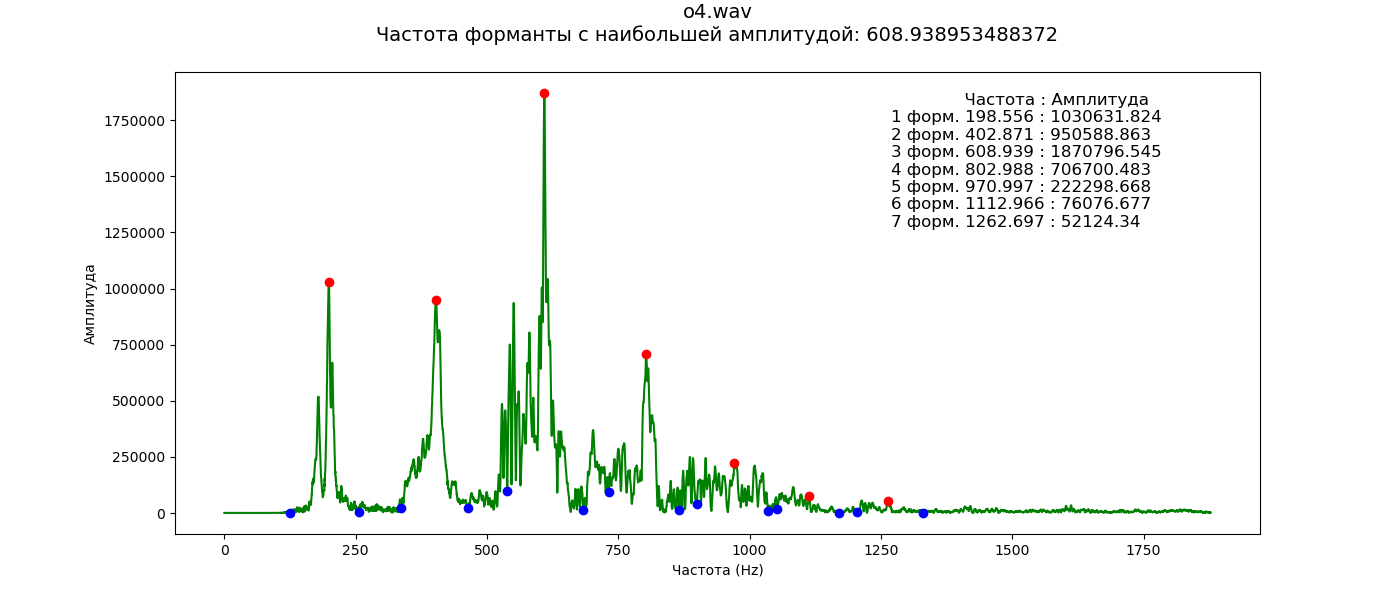 o4.wav
Частота форманты с наибольшей амплитудой: 608.938953488372
Частота : Амплитуда
1 форм. 198.556 : 1030631.824
2 форм. 402.871 : 950588.863
3 форм. 608.939 : 1870796.545
4 форм. 802.988 : 706700.483
5 форм. 970.997 : 222298.668
6 форм. 1112.966 : 76076.677
7 форм. 1262.697 : 52124.34
Амплитуда
1750000
1500000
1250000
1000000
750000
500000
250000
0
0 250 500 750 1000 1250 1500 1750
Частота (Hz)